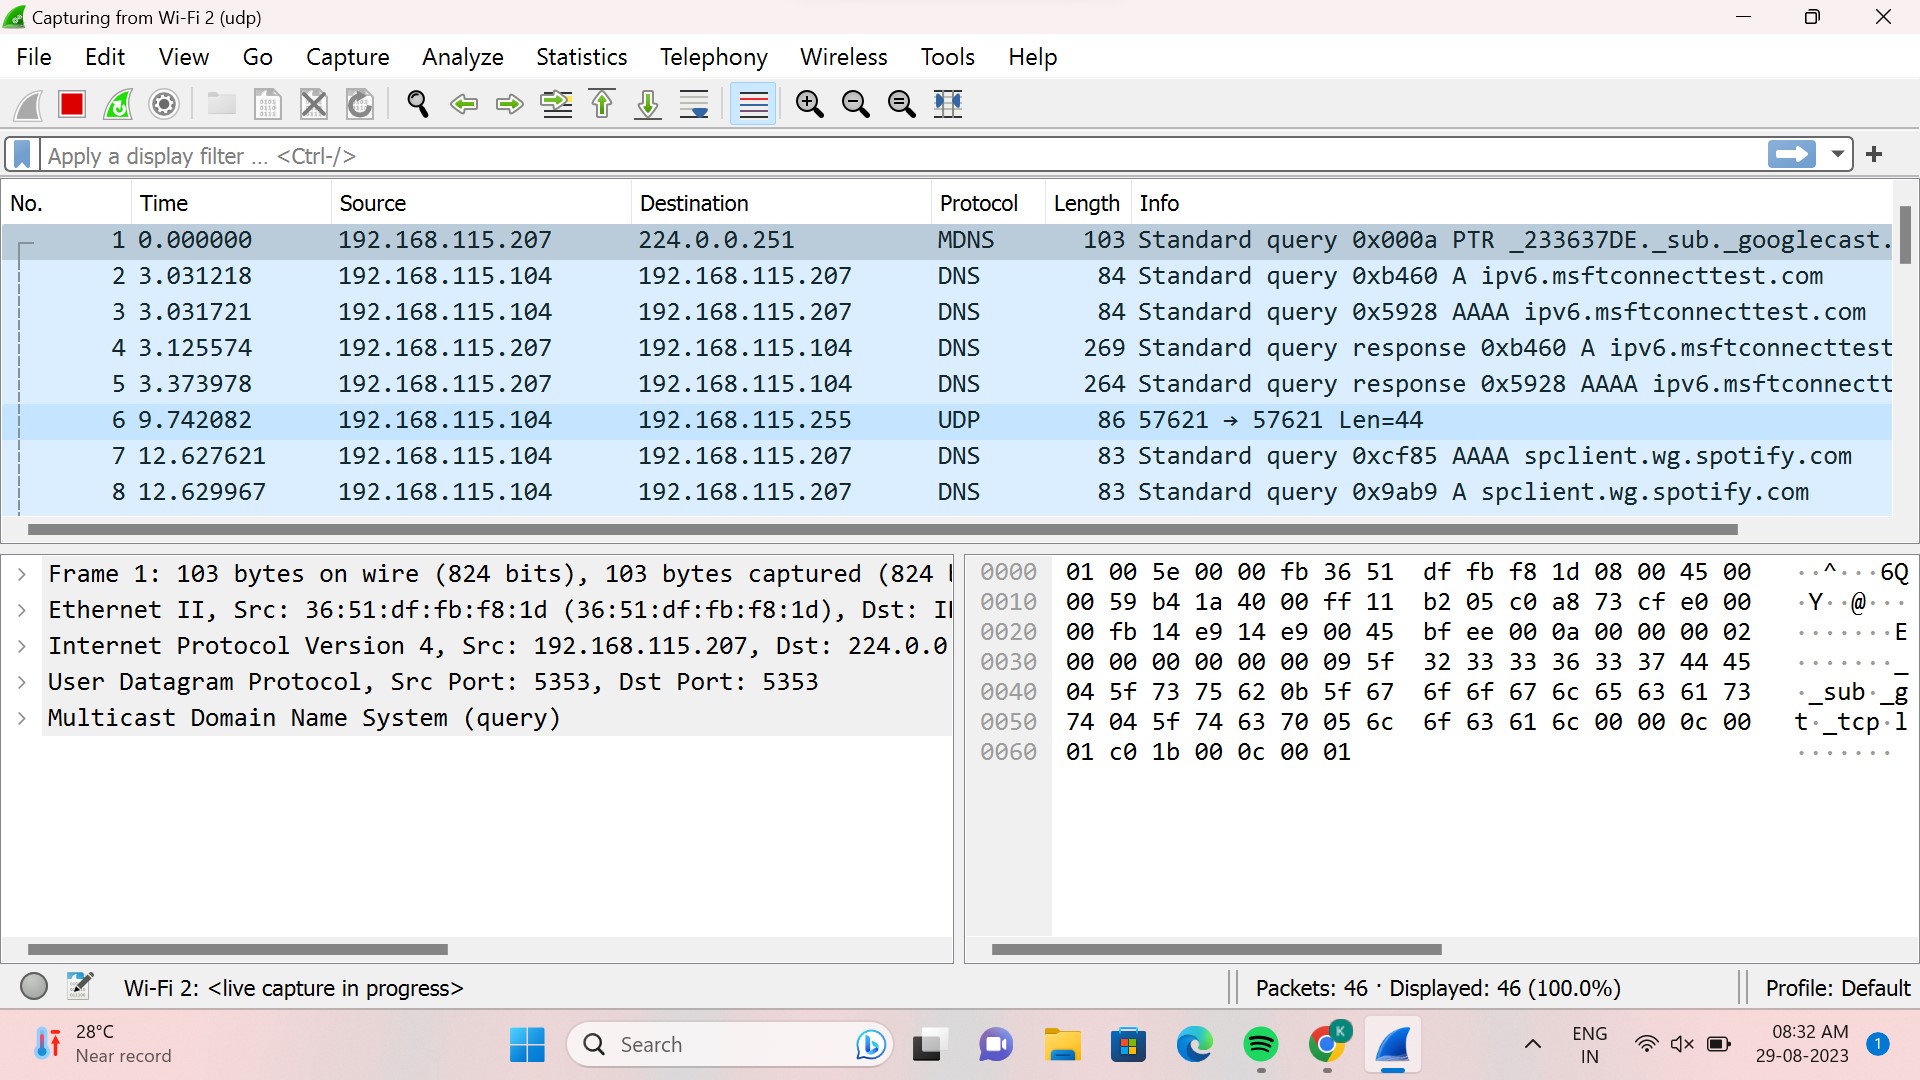 Capturing from Wi-Fi 2 (udp)
File Edit View Go Capture Analyze Statistics Telephony Wireless Tools Help
Apply a display filter ... <Ctrl-/>
No. Time Source Destination Protocol Length Info
1 0.000000 192.168.115.207 224.0.0.251 MDNS 103 Standard query 0x000a PTR _233637DE._sub._googlecast.
2 3.031218 192.168.115.104 192.168.115.207 DNS 84 Standard query 0xb460 A ipv6.msftconnecttest.com
3 3.031721 192.168.115.104 192.168.115.207 DNS 84 Standard query 0x5928 AAAA ipv6.msftconnecttest.com
4 3.125574 192.168.115.207 192.168.115.104 DNS 269 Standard query response 0xb460 A ipv6.msftconnecttest
5 3.373978 192.168.115.207 192.168.115.104 DNS 264 Standard query response 0x5928 AAAA ipv6.msftconnectt
6 9.742082 192.168.115.104 192.168.115.255 UDP 86 57621 → 57621 Len=44
7 12.627621 192.168.115.104 192.168.115.207 DNS 83 Standard query 0xcf85 AAAA spclient.wg.spotify.com
8 12.629967 192.168.115.104 192.168.115.207 DNS 83 Standard query 0x9ab9 A spclient.wg.spotify.com
Frame 1: 103 bytes on wire (824 bits), 103 bytes captured (824
Ethernet II, Src: 36:51:df:fb:f8:1d (36:51:df:fb:f8:1d), Dst:
Internet Protocol Version 4, Src: 192.168.115.207, Dst: 224.0.0
User Datagram Protocol, Src Port: 5353, Dst Port: 5353
Multicast Domain Name System (query)
0000 01 00 5e 00 00 fb 36 51 df fb f8 1d 08 00 45 00 ··^···6Q
0010 00 59 b4 1a 40 00 ff 11 b2 05 c0 a8 73 cf e0 00 ·Y··@···
0020 00 fb 14 e9 14 e9 00 45 bf ee 00 0a 00 00 00 02 ·······E
0030 00 00 00 00 00 00 09 5f 32 33 33 36 33 37 44 45 ·······_
0040 04 5f 73 75 62 0b 5f 67 6f 6f 67 6c 65 63 61 73 ·_sub·_g
0050 74 04 5f 74 63 70 05 6c 6f 63 61 6c 00 00 0c 00 t·_tcp·l
0060 01 c0 1b 00 0c 00 01 ·······
Wi-Fi 2: <live capture in progress> Packets: 46 · Displayed: 46 (100.0%) Profile: Default
28°C
Near record
Search
K
ENG
IN
08:32 AM
29-08-2023
1